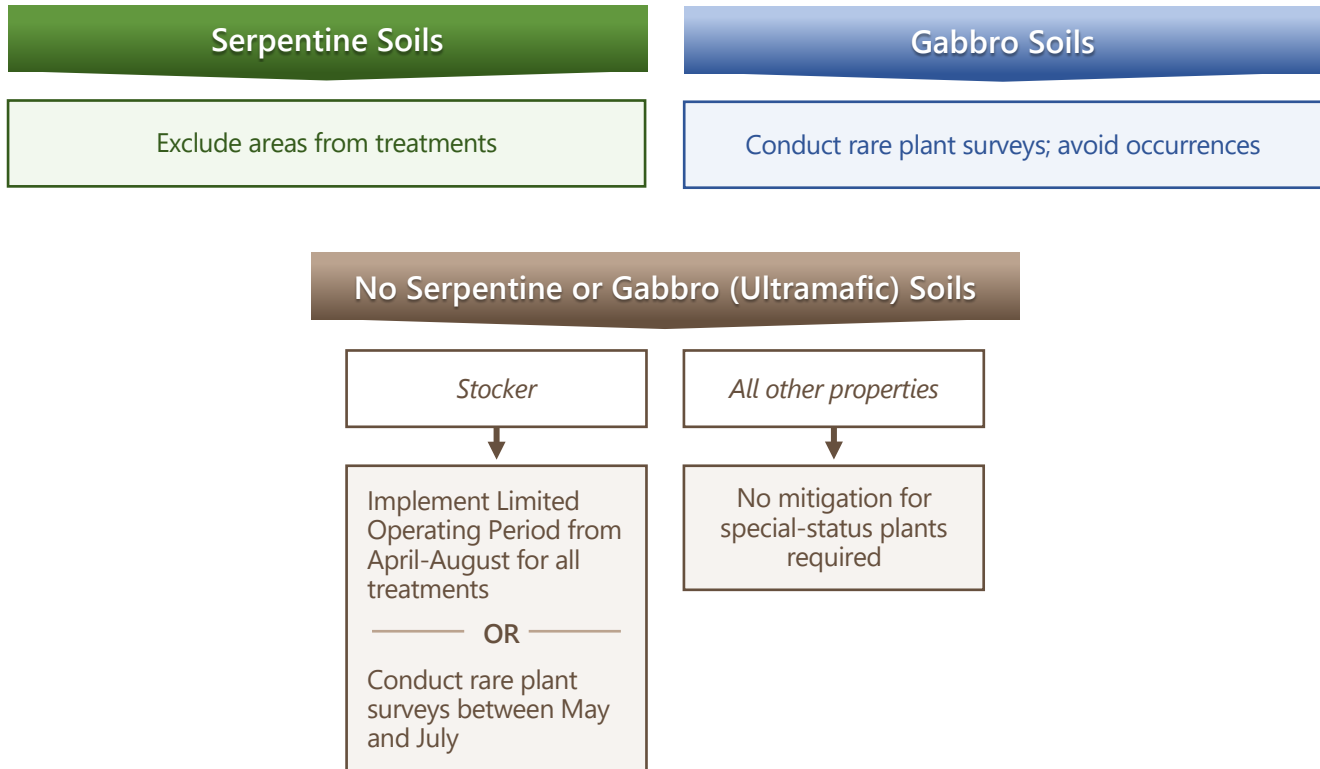 Serpentine Soils
Exclude areas from treatments
Gabbro Soils
Conduct rare plant surveys; avoid occurrences
No Serpentine or Gabbro (Ultramafic) Soils
Stocker
Implement Limited
Operating Period from
April-August for all
treatments
OR
Conduct rare plant
surveys between May
and July
All other properties
No mitigation for
special-status plants
required